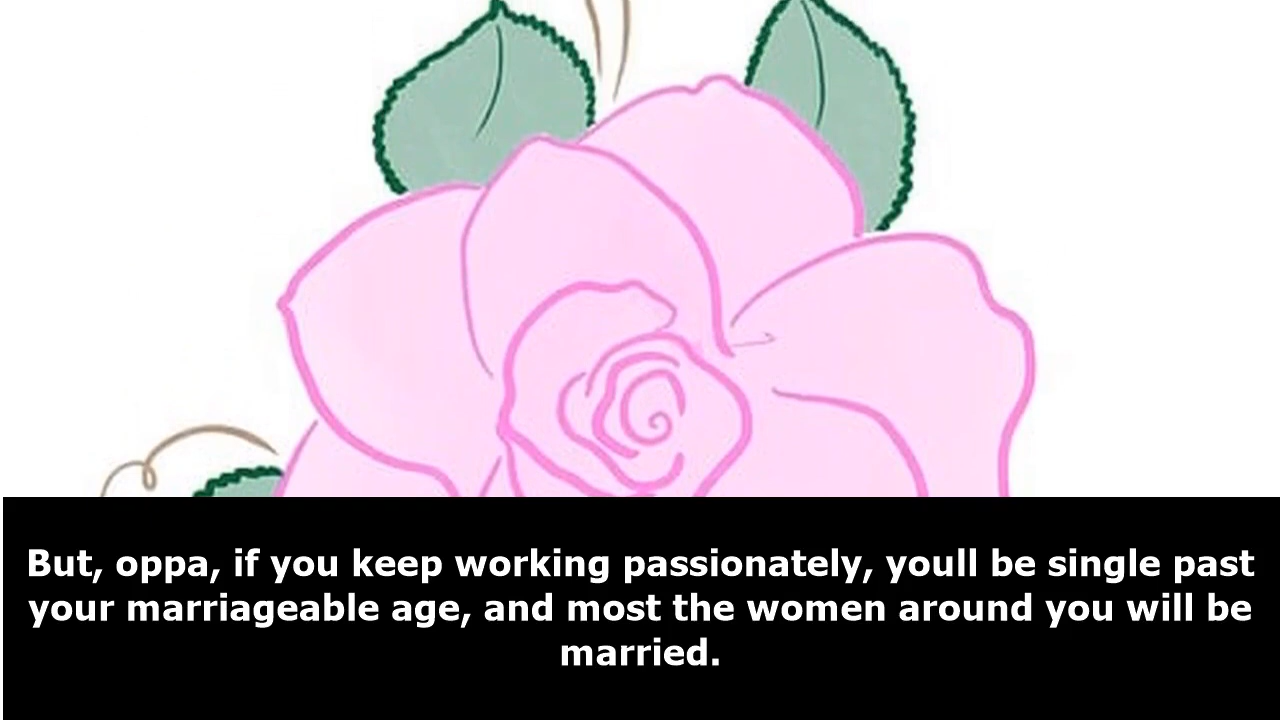 But, oppa, if you keep working passionately, youll be single past
your marriageable age, and most the women around you will be
married.